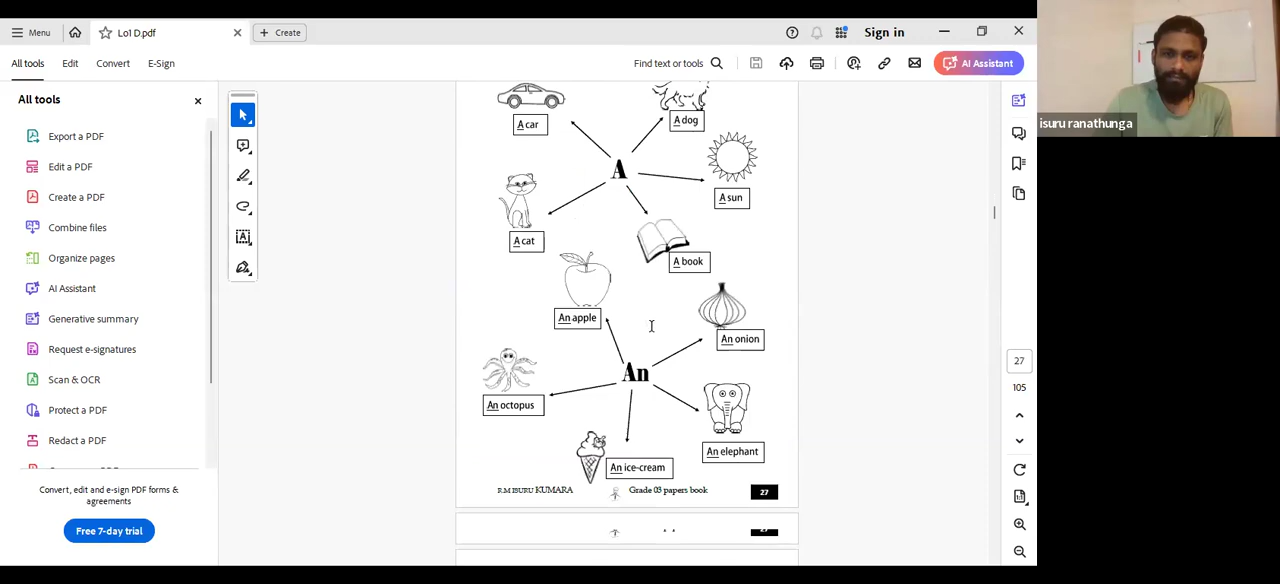 Menu
Lo1 D.pdf
Create
Sign in
All tools
Edit
Convert
E-Sign
Find text or tools
AI Assistant
All tools
Export a PDF
Edit a PDF
Create a PDF
Combine files
Organize pages
AI Assistant
Generative summary
Request e-signatures
Scan & OCR
Protect a PDF
Redact a PDF
Convert, edit and e-sign PDF forms &
agreements
Free 7-day trial
A car
A dog
A
A sun
A cat
A book
An apple
An onion
An
An octopus
An elephant
An ice-cream
R.M ISURU KUMARA
Grade 03 papers book
27
27
105
isuru ranathunga